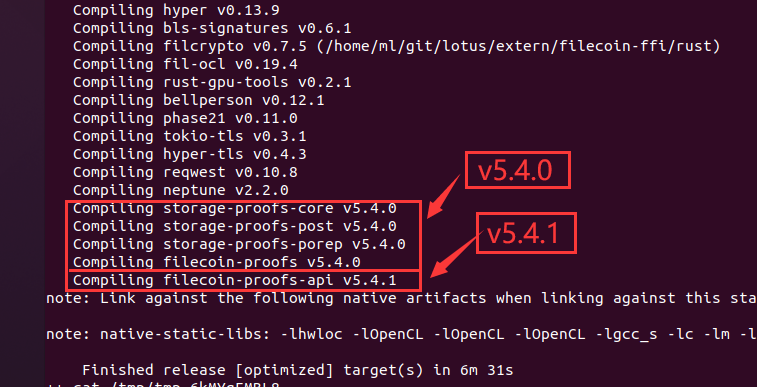 Compiling hyper v0.13.9
Compiling bls-signatures v0.6.1
Compiling filcrypto v0.7.5 (/home/ml/git/lotus/extern/filecoin-ffi/rust)
Compiling fil-ocl v0.19.4
Compiling rust-gpu-tools v0.2.1
Compiling bellperson v0.12.1
Compiling phase21 v0.11.0
Compiling tokio-tls v0.3.1
Compiling hyper-tls v0.4.3
Compiling reqwest v0.10.8
Compiling neptune v2.2.0
Compiling storage-proofs-core v5.4.0
v5.4.0
Compiling storage-proofs-post v5.4.0
Compiling storage-proofs-porep v5.4.0
Compiling filecoin-proofs v5.4.0
v5.4.1
Compiling filecoin-proofs-api v5.4.1
note: Link against the following native artifacts when linking against this sta
note: native-static-libs: -lhwloc -lOpenCL -lOpenCL -lOpenCL -lgcc_s -lc -lm -l
Finished release [optimized] target(s) in 6m 31s